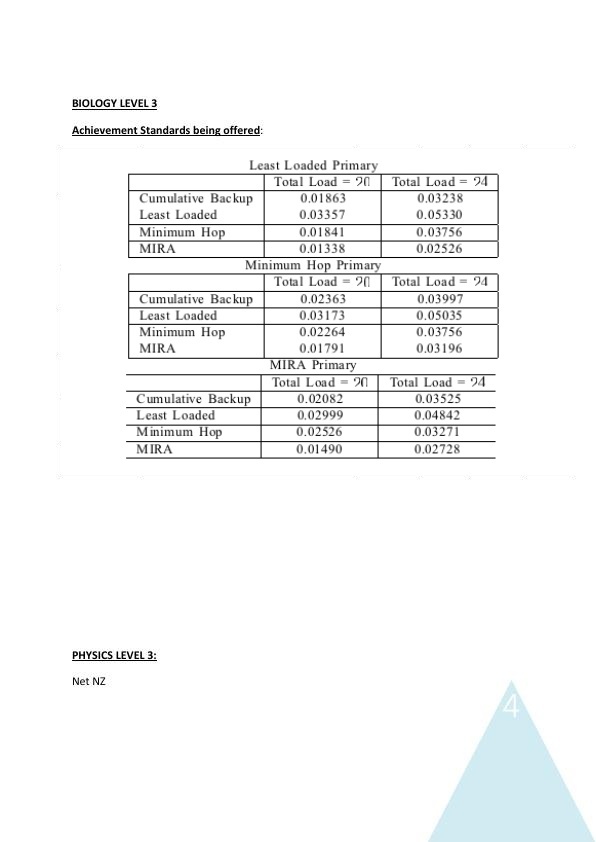 BIOLOGY LEVEL 3
Achievement Standards being offered:
Least Loaded Primary
Total Load = 20 Total Load = 24
Cumulative Backup 0.01863 0.03238
Least Loaded 0.03357 0.05330
Minimum Hop 0.01841 0.03756
MIRA 0.01338 0.02526
Minimum Hop Primary
Total Load = 20 Total Load = 24
Cumulative Backup 0.02363 0.03997
Least Loaded 0.03173 0.05035
Minimum Hop 0.02264 0.03756
MIRA 0.01791 0.03196
MIRA Primary
Total Load = 20 Total Load = 24
Cumulative Backup 0.02082 0.03525
Least Loaded 0.02999 0.04842
Minimum Hop 0.02526 0.03271
MIRA 0.01490 0.02728
PHYSICS LEVEL 3:
Net NZ
4